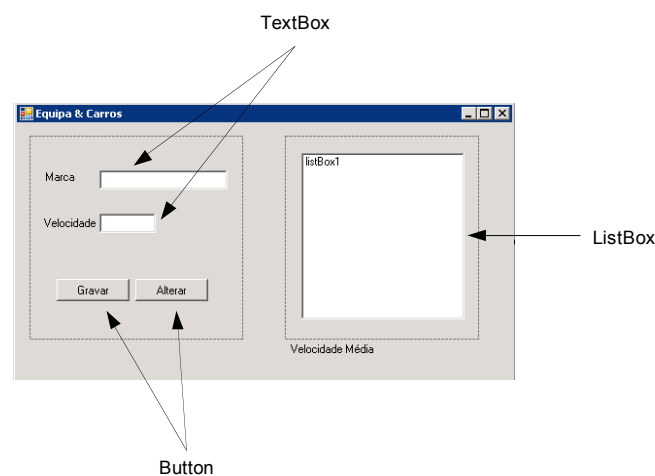 TextBox
Equipa & Carros
Marca
Velocidade
Gravar
Alterar
listBox1
Velocidade Média
ListBox
Button